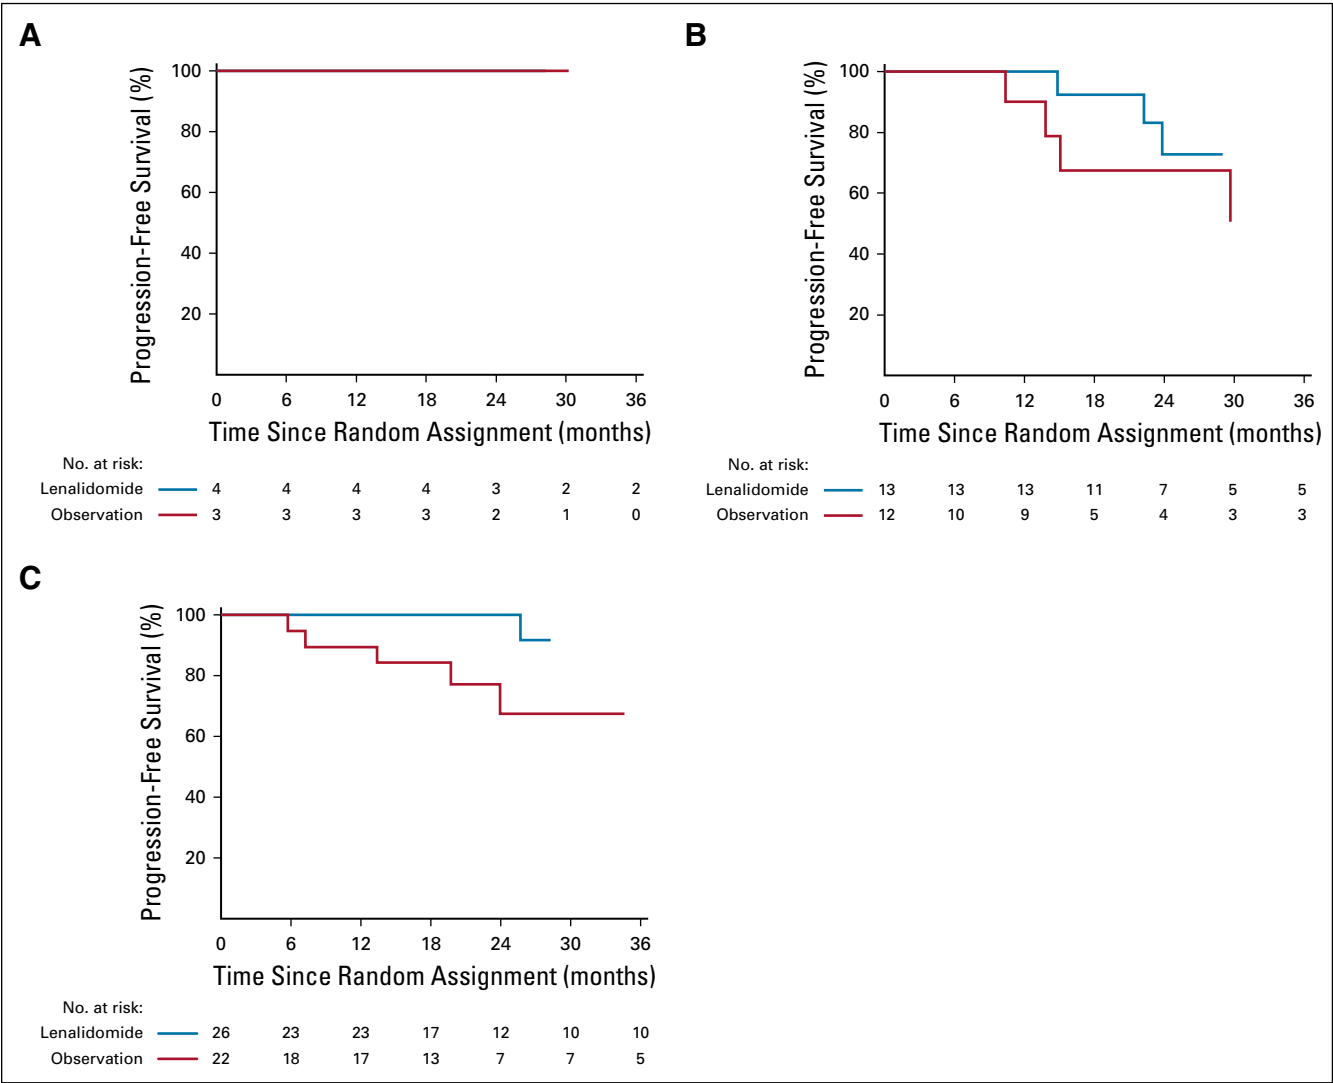 A
Progression-Free Survival (%)
100
80
60
40
20
0 6 12 18 24 30 36
Time Since Random Assignment (months)
No. at risk:
Lenalidomide 4 4 4 4 3 2 2
Observation 3 3 3 3 2 1 0
B
Progression-Free Survival (%)
100
80
60
40
20
0 6 12 18 24 30 36
Time Since Random Assignment (months)
No. at risk:
Lenalidomide 13 13 13 11 7 5 5
Observation 12 10 9 5 4 3 3
C
Progression-Free Survival (%)
100
80
60
40
20
0 6 12 18 24 30 36
Time Since Random Assignment (months)
No. at risk:
Lenalidomide 26 23 23 17 12 10 10
Observation 22 18 17 13 7 7 5